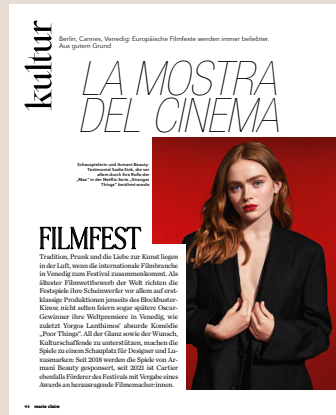 kultur
Berlin, Cannes, Venedig: Europäische Filmfeste werden immer beliebter.
Aus gutem Grund
LA MOSTRA
DEL CINEMA
Schauspielerin und Armani-Beauty-
Testimonial Sadie Sink, die vor
allem durch ihre Rolle der
„Max“ in der Netflix-Serie „Stranger
Things“ berühmt wurde
FILMFEST
Tradition, Prunk und die Liebe zur Kunst liegen
in der Luft, wenn die internationale Filmbranche
in Venedig zum Festival zusammenkommt. Als
ältester Filmwettbewerb der Welt richten die
Festspiele ihre Scheinwerfer vor allem auf erst-
klassige Produktionen jenseits des Blockbuster-
Kinos; nicht selten feiern sogar spätere Oscar-
Gewinner ihre Weltpremiere in Venedig, wie
zuletzt Yorgos Lanthimos’ absurde Komödie
„Poor Things“. All der Glanz sowie der Wunsch,
Kulturschaffende zu unterstützen, machen die
Spiele zu einem Schauplatz für Designer und Lu-
xusmarken: Seit 2018 werden die Spiele von Ar-
mani Beauty gesponsert, seit 2021 ist Cartier
ebenfalls Förderer des Festivals mit Vergabe eines
Awards an herausragende Filmemacher:innen.
44 marie claire